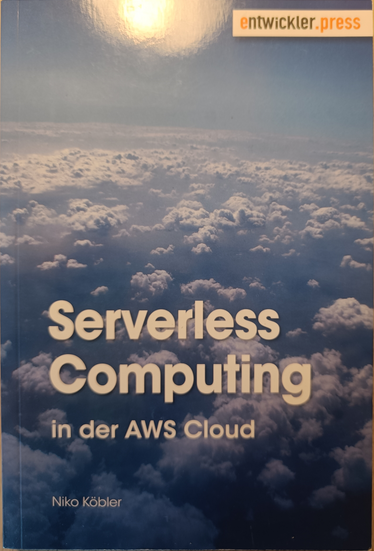 entwickler.press
Serverless
Computing
in der AWS Cloud
Niko Köbler